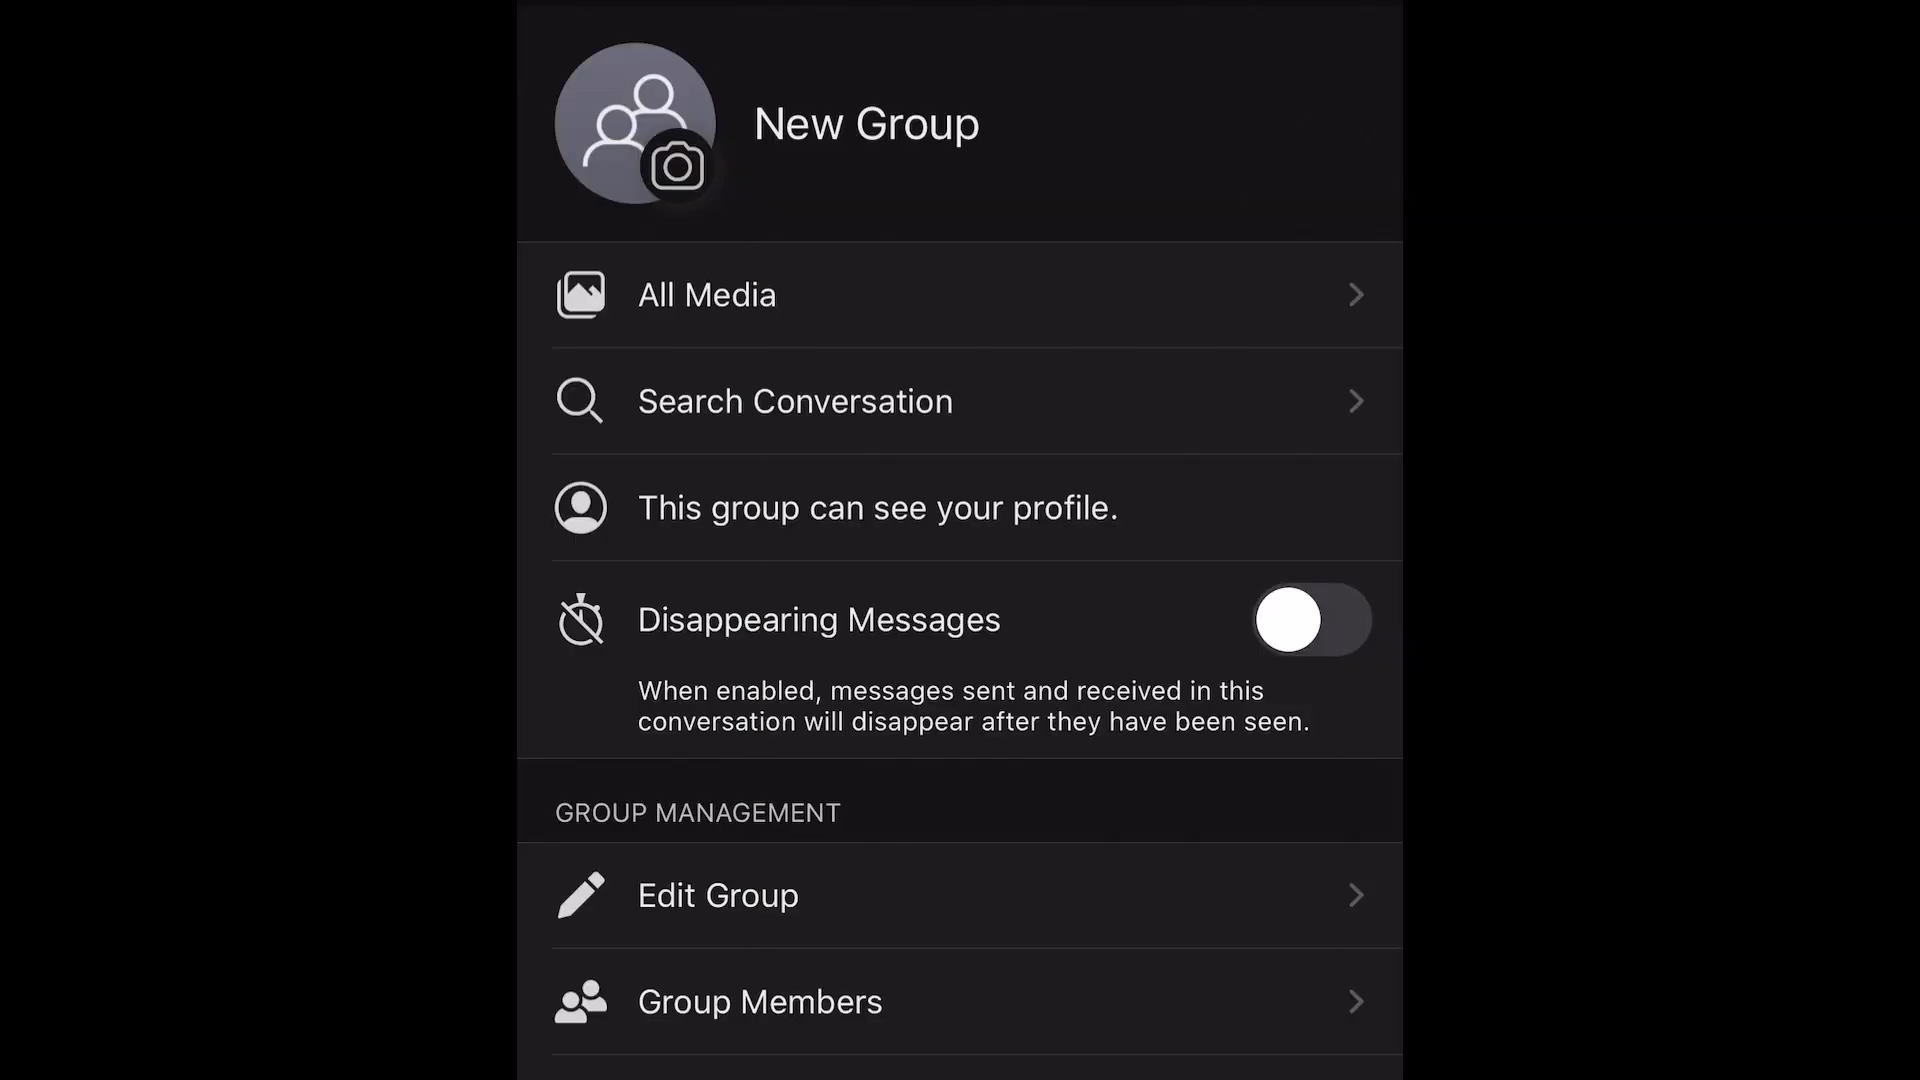 New Group
All Media
Search Conversation
This group can see your profile.
Disappearing Messages
When enabled, messages sent and received in this
conversation will disappear after they have been seen.
GROUP MANAGEMENT
Edit Group
Group Members